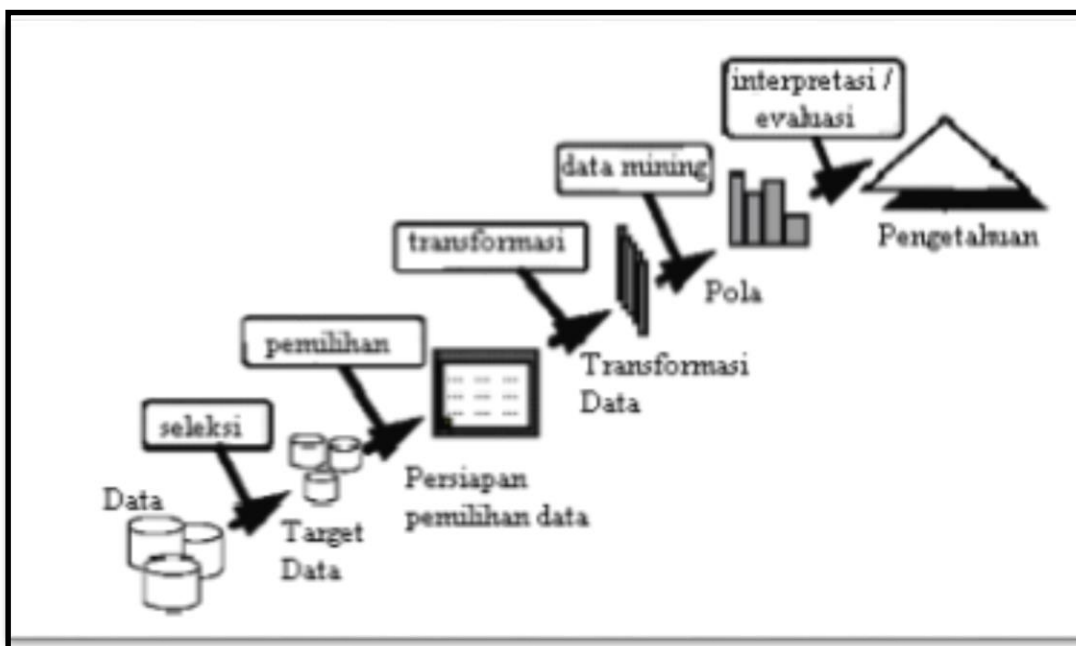 interpretasi /
evaluasi
data mining
Pengetahuan
transformasi
Pola
pemilihan
Transformasi
Data
seleksi
Persiapan
pemilihan data
Data
Target
Data